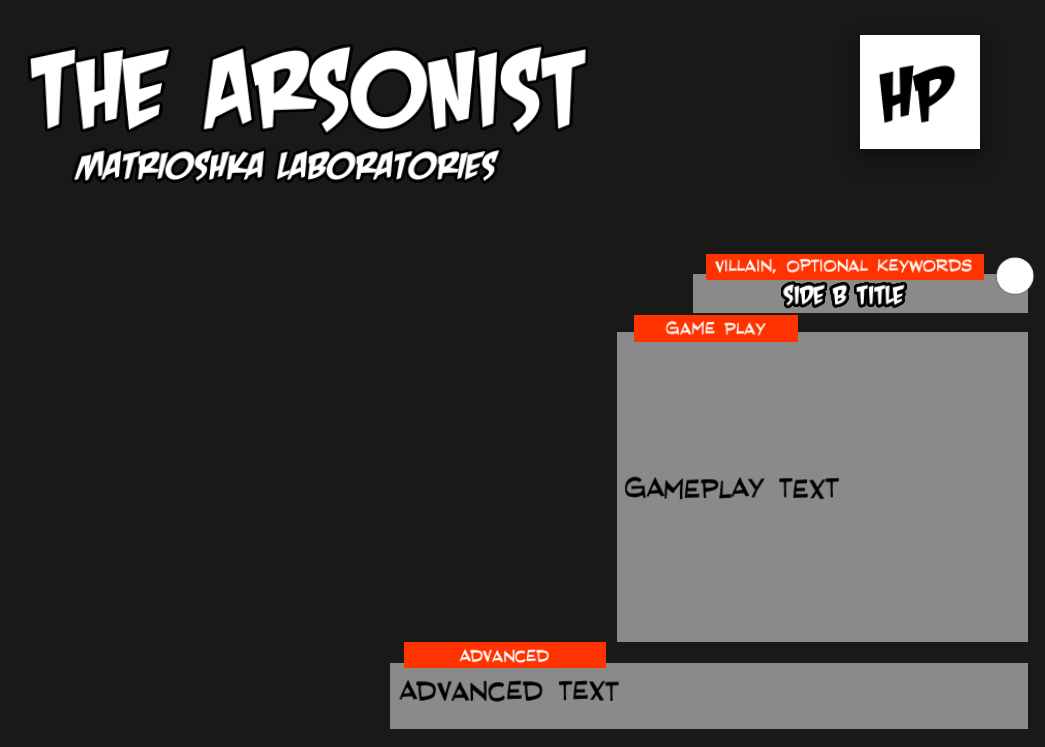 THE ARSONIST
MATRIOSHKA LABORATORIES
HP
VILLAIN, OPTIONAL KEYWORDS
SIDE B TITLE
GAME PLAY
GAMEPLAY TEXT
ADVANCED
ADVANCED TEXT